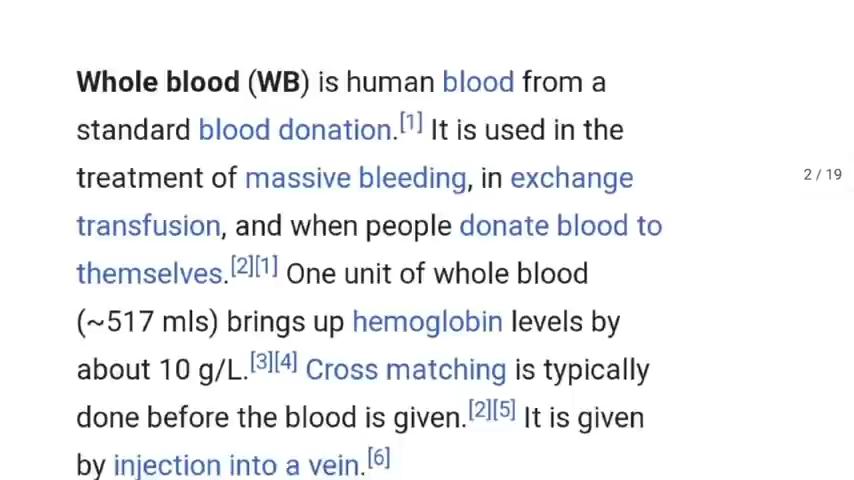 Whole blood (WB) is human blood from a
standard blood donation.[1] It is used in the
2 / 19
treatment of massive bleeding, in exchange
transfusion, and when people donate blood to
themselves.[2][1] One unit of whole blood
(~517 mls) brings up hemoglobin levels by
about 10 g/L.[3][4] Cross matching is typically
done before the blood is given.[2][5] It is given
by injection into a vein.[6]